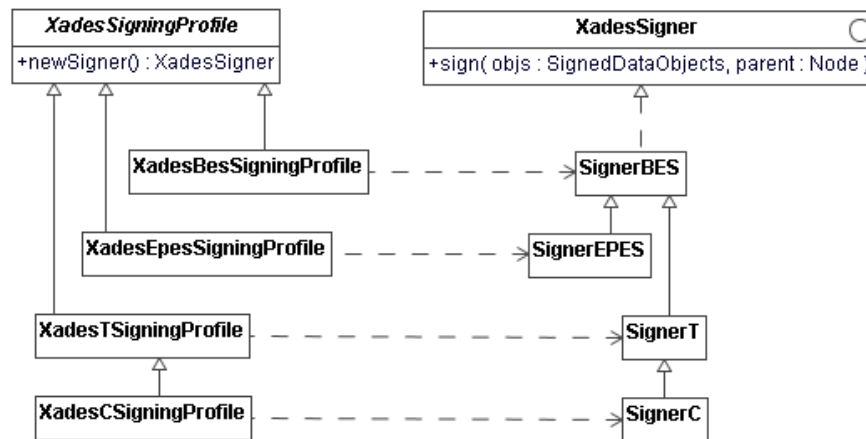 XadesSigningProfile
+newSigner() : XadesSigner
XadesSigner
+sign( objs : SignedDataObjects, parent : Node )
XadesBesSigningProfile
SignerBES
XadesEpesSigningProfile
SignerEPES
XadesTSigningProfile
SignerT
XadesCSigningProfile
SignerC